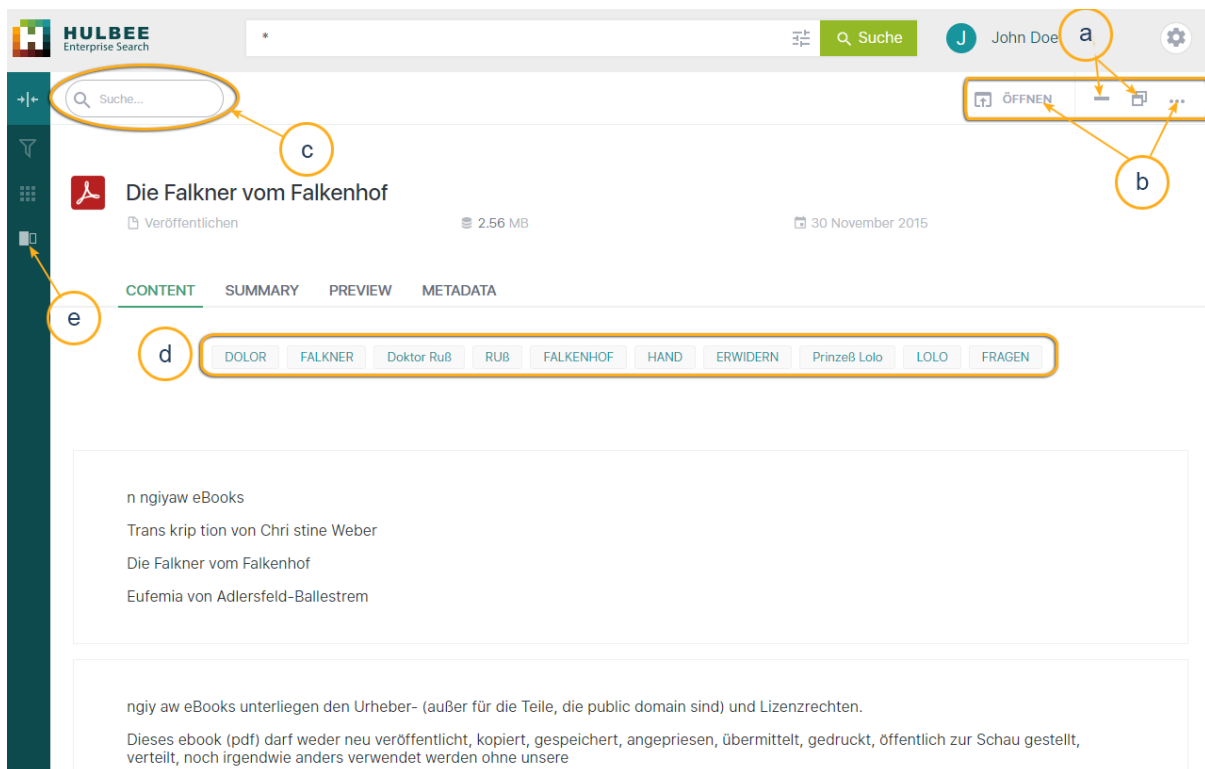 HULBEE
Enterprise Search
*
Suche
J
John Doe
a
Suche...
ÖFFNEN
c
b
Die Falkner vom Falkenhof
Veröffentlichen 2.56 MB 30 November 2015
e
CONTENT SUMMARY PREVIEW METADATA
d
DOLOR FALKNER Doktor Ruß RUß FALKENHOF HAND ERWIDERN Prinzeß Lolo LOLO FRAGEN
n ngiyaw eBooks
Trans krip tion von Chri stine Weber
Die Falkner vom Falkenhof
Eufemia von Adlersfeld-Ballestrem
ngiy aw eBooks unterliegen den Urheber- (außer für die Teile, die public domain sind) und Lizenzrechten.
Dieses ebook (pdf) darf weder neu veröffentlicht, kopiert, gespeichert, angepriesen, übermittelt, gedruckt, öffentlich zur Schau gestellt,
verteilt, noch irgendwie anders verwendet werden ohne unsere